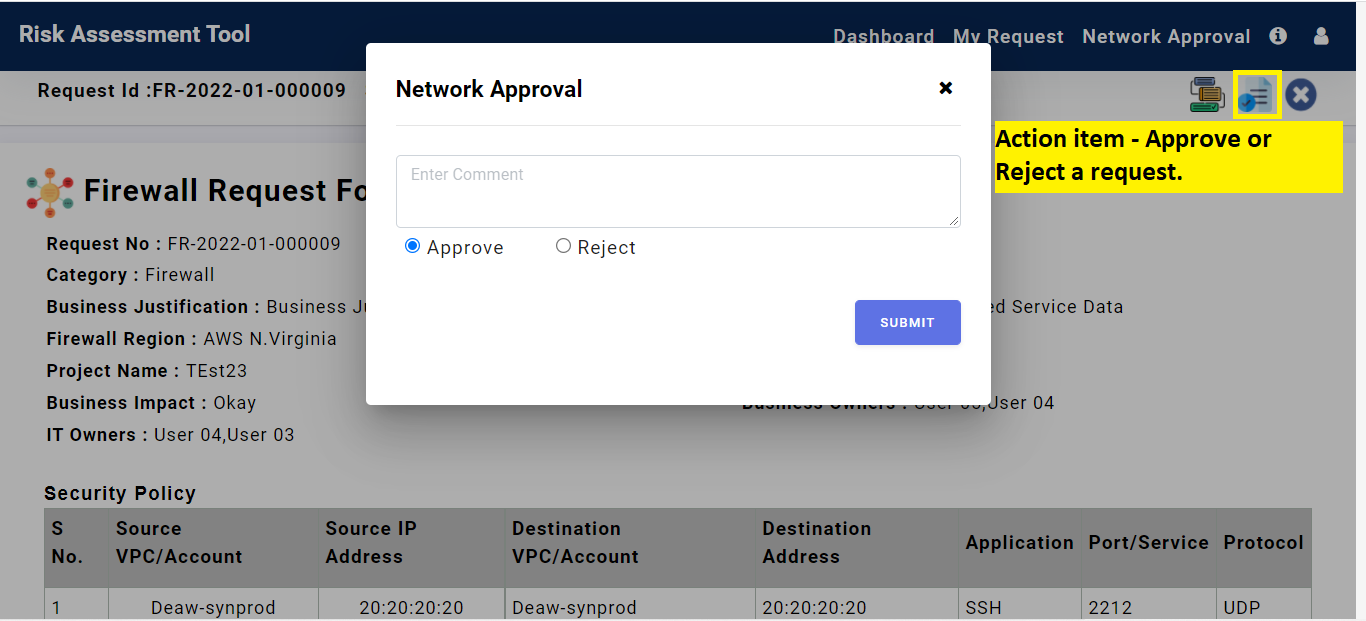 Risk Assessment Tool
Dashboard My Request Network Approval
Request Id :FR-2022-01-000009
Network Approval
Action item - Approve or
Reject a request.
Enter Comment
Firewall Request Fo
Approve Reject
Request No : FR-2022-01-000009
Category : Firewall
Business Justification : Business Service Data
Firewall Region : AWS N.Virginia
SUBMIT
Project Name : TEst23
Business Impact : Okay
Business Owners : User 04
IT Owners : User 04,User 03
Security Policy
S No. Source VPC/Account Source IP Address Destination VPC/Account Destination Address Application Port/Service Protocol
1 Deaw-synprod 20:20:20:20 Deaw-synprod 20:20:20:20 SSH 2212 UDP